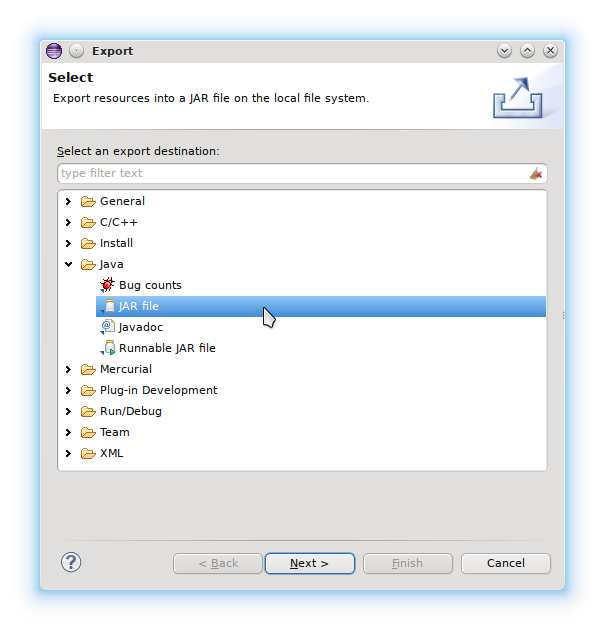 Export
Select
Export resources into a JAR file on the local file system.
Select an export destination:
type filter text
General
C/C++
Install
Java
Bug counts
JAR file
Javadoc
Runnable JAR file
Mercurial
Plug-in Development
Run/Debug
Team
XML
? < Back Next > Finish Cancel